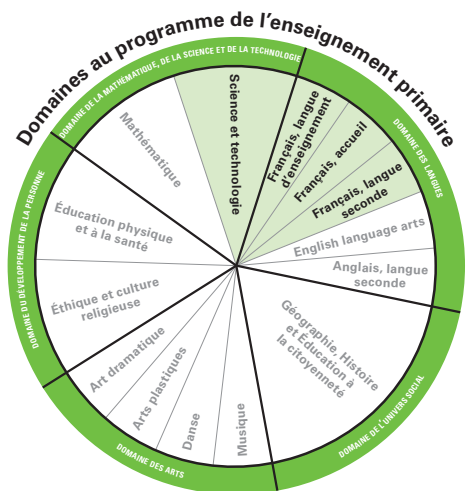 Domaines au programme de l'enseignement primaire
DOMAINE DE LA MATHÉMATIQUE, DE LA SCIENCE ET DE LA TECHNOLOGIE
Mathématique
Science et technologie
DOMAINE DES LANGUES
Français, langue
d'enseignement
Français, accueil
Français, langue
seconde
English language arts
Anglais, langue
seconde
DOMAINE DE L'UNIVERS SOCIAL
Géographie, Histoire
et Éducation à
la citoyenneté
DOMAINE DES ARTS
Musique
Danse
Arts plastiques
Art dramatique
DOMAINE DU DÉVELOPPEMENT DE LA PERSONNE
Éthique et culture
religieuse
Éducation physique
et à la santé